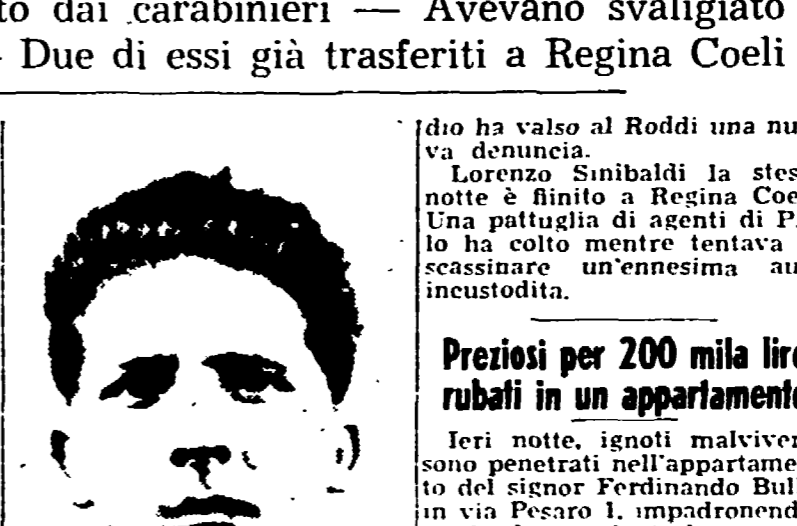 to dai carabinieri — Avevano svaligiato
Due di essi già trasferiti a Regina Coeli
dio ha valso al Roddi una nu
va denuncia.
Lorenzo Sinibaldi la stes
notte è fiinito a Regina Coe
Una pattuglia di agenti di P.
lo ha colto mentre tentava
scassinare un'ennesima au
incustodita.
Preziosi per 200 mila lire
rubati in un appartamento
Ieri notte, ignoti malviven
sono penetrati nell'appartame
to del signor Ferdinando Bul
in via Pesaro 1, impadronend